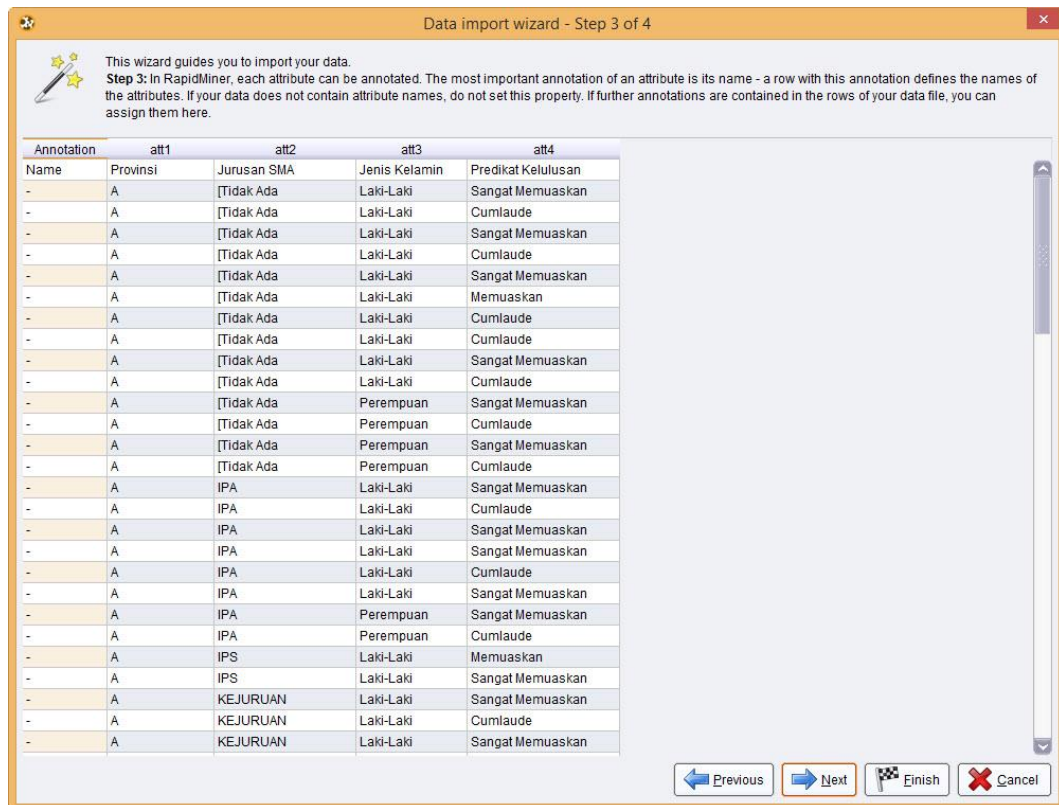 Data import wizard - Step 3 of 4
This wizard guides you to import your data.
Step 3: In RapidMiner, each attribute can be annotated. The most important annotation of an attribute is its name - a row with this annotation defines the names of
the attributes. If your data does not contain attribute names, do not set this property. If further annotations are contained in the rows of your data file, you can
assign them here.
Annotation att1 att2 att3 att4
Name Provinsi Jurusan SMA Jenis Kelamin Predikat Kelulusan
- A [Tidak Ada Laki-Laki Sangat Memuaskan
- A [Tidak Ada Laki-Laki Cumlaude
- A [Tidak Ada Laki-Laki Sangat Memuaskan
- A [Tidak Ada Laki-Laki Cumlaude
- A [Tidak Ada Laki-Laki Sangat Memuaskan
- A [Tidak Ada Laki-Laki Memuaskan
- A [Tidak Ada Laki-Laki Cumlaude
- A [Tidak Ada Laki-Laki Cumlaude
- A [Tidak Ada Laki-Laki Sangat Memuaskan
- A [Tidak Ada Laki-Laki Cumlaude
- A [Tidak Ada Perempuan Sangat Memuaskan
- A [Tidak Ada Perempuan Cumlaude
- A [Tidak Ada Perempuan Sangat Memuaskan
- A [Tidak Ada Perempuan Cumlaude
- A IPA Laki-Laki Sangat Memuaskan
- A IPA Laki-Laki Cumlaude
- A IPA Laki-Laki Sangat Memuaskan
- A IPA Laki-Laki Sangat Memuaskan
- A IPA Laki-Laki Cumlaude
- A IPA Laki-Laki Sangat Memuaskan
- A IPA Perempuan Sangat Memuaskan
- A IPA Perempuan Cumlaude
- A IPS Laki-Laki Memuaskan
- A IPS Laki-Laki Sangat Memuaskan
- A KEJURUAN Laki-Laki Sangat Memuaskan
- A KEJURUAN Laki-Laki Cumlaude
- A KEJURUAN Laki-Laki Sangat Memuaskan
Previous Next Finish Cancel